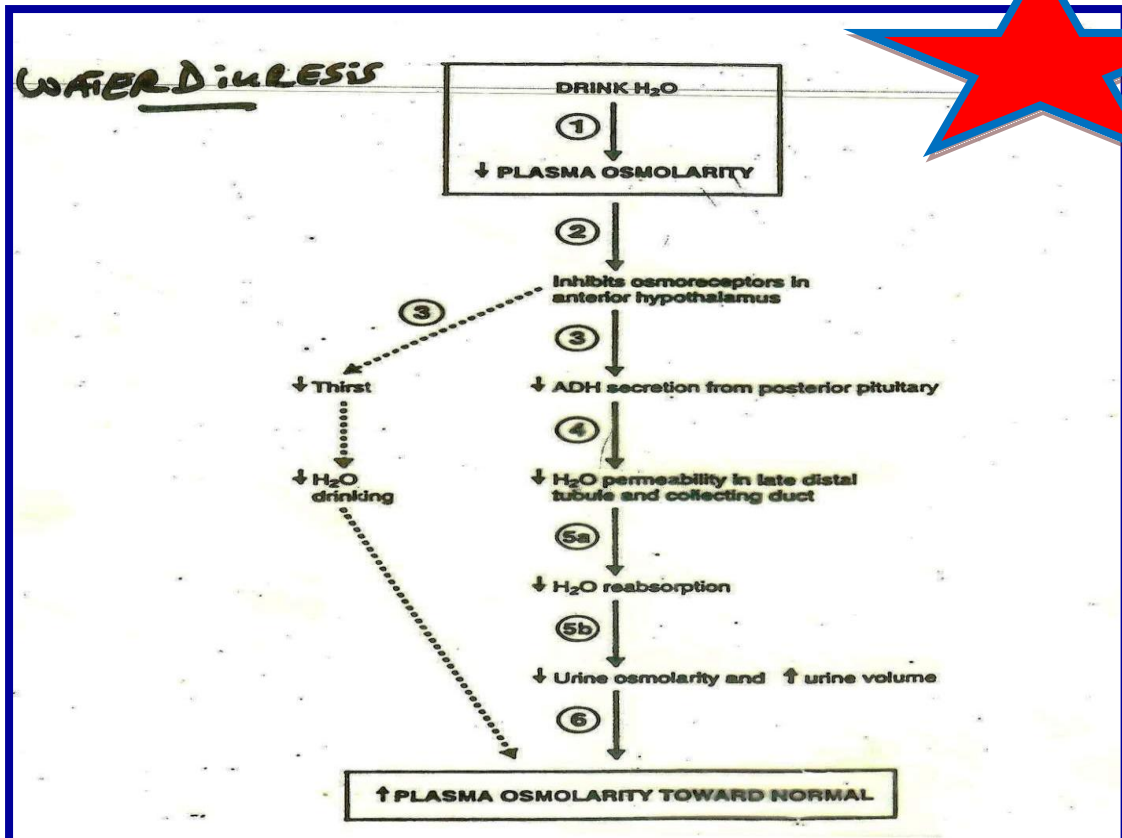 WATER DiuRESiS
DRINK H₂O
1
↓ PLASMA OSMOLARITY
2
Inhibits osmoreceptors in
anterior hypothalamus
3
3
↓ Thirst
↓ ADH secretion from posterior pituitary
4
↓ H₂O
drinking
↓ H₂O permeability in late distal
tubule and collecting duct
5a
↓ H₂O reabsorption
5b
↓ Urine osmolarity and ↑ urine volume
6
↑ PLASMA OSMOLARITY TOWARD NORMAL